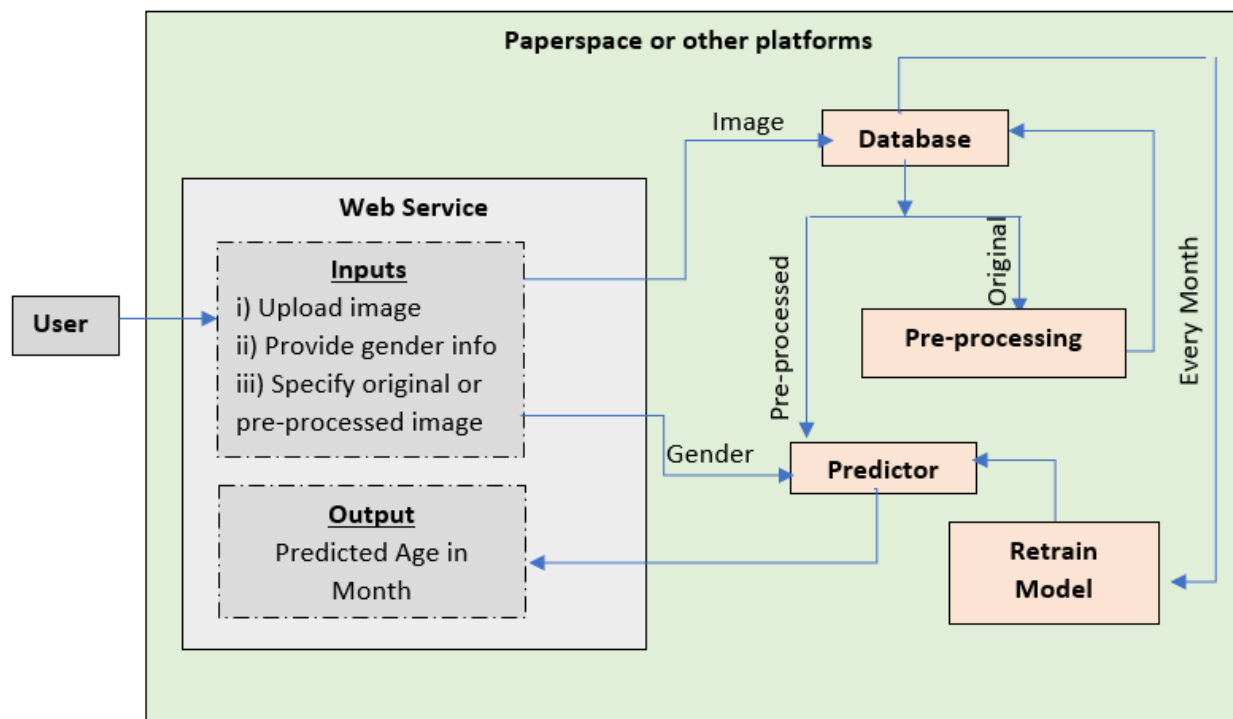 Paperspace or other platforms
Image
Database
Web Service
Inputs
i) Upload image
ii) Provide gender info
iii) Specify original or
pre-processed image
User
Pre-processed
Original
Pre-processing
Every Month
Gender
Predictor
Output
Predicted Age in
Month
Retrain
Model